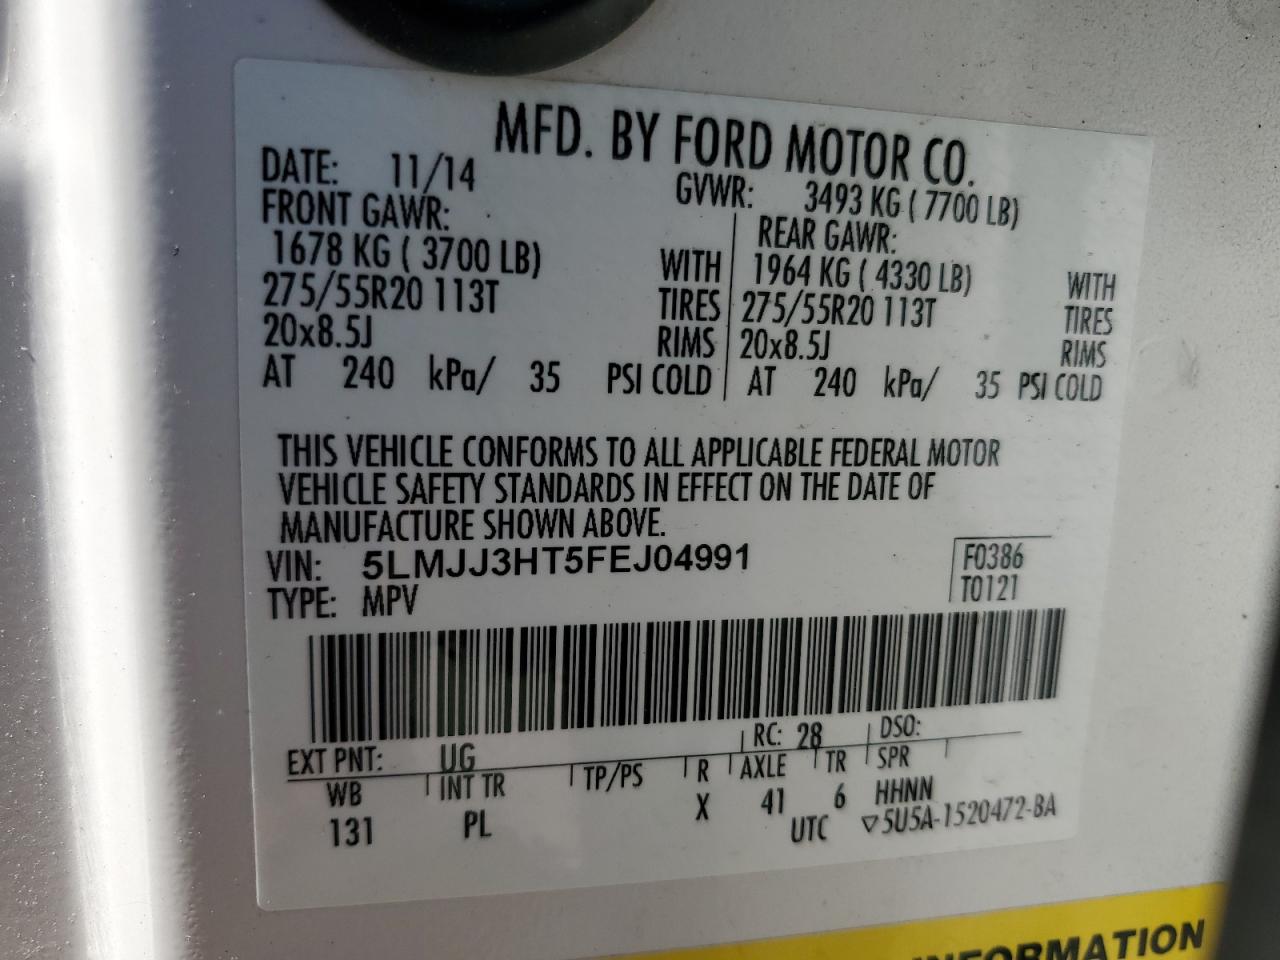 MFD. BY FORD MOTOR CO.
DATE: 11/14
GVWR: 3493 KG ( 7700 LB)
FRONT GAWR:
1678 KG ( 3700 LB) WITH
275/55R20 113T TIRES
20x8.5J RIMS
AT 240 kPa/ 35 PSI COLD
REAR GAWR:
1964 KG ( 4330 LB) WITH
275/55R20 113T TIRES
20x8.5J RIMS
AT 240 kPa/ 35 PSI COLD
THIS VEHICLE CONFORMS TO ALL APPLICABLE FEDERAL MOTOR
VEHICLE SAFETY STANDARDS IN EFFECT ON THE DATE OF
MANUFACTURE SHOWN ABOVE.
VIN: 5LMJJ3HT5FEJ04991
TYPE: MPV
F0386
T0121
EXT PNT: UG RC: 28 DSO:
WB INT TR TP/PS R AXLE TR SPR
131 PL X 41 6 HHNN
UTC ▽5U5A-1520472-BA
INFORMATION